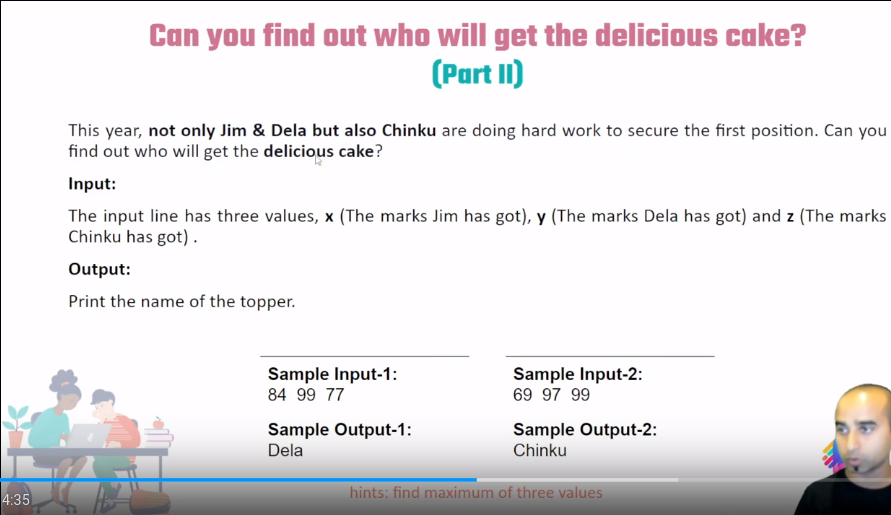 Can you find out who will get the delicious cake?
(Part II)
This year, not only Jim & Dela but also Chinku are doing hard work to secure the first position. Can you
find out who will get the delicious cake?
Input:
The input line has three values, x (The marks Jim has got), y (The marks Dela has got) and z (The marks
Chinku has got) .
Output:
Print the name of the topper.
Sample Input-1:
84 99 77
Sample Output-1:
Dela
Sample Input-2:
69 97 99
Sample Output-2:
Chinku
hints: find maximum of three values
4:35